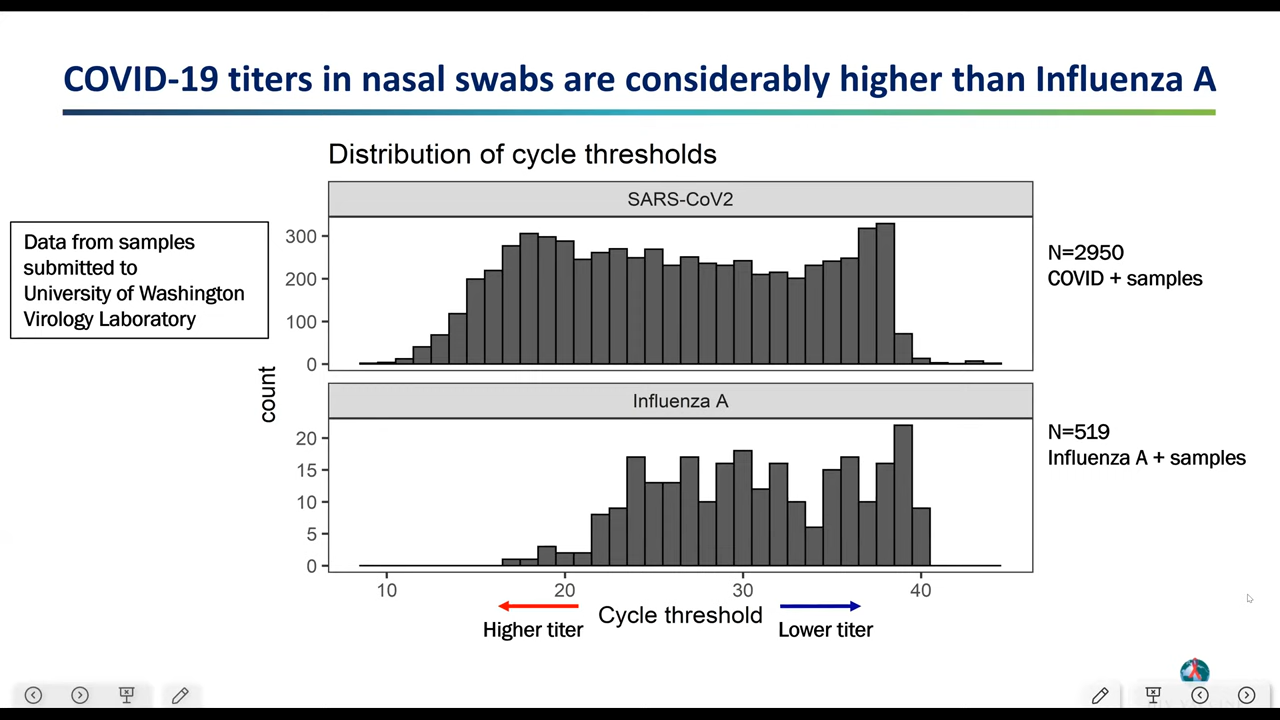 COVID-19 titers in nasal swabs are considerably higher than Influenza A
Distribution of cycle thresholds
Data from samples
submitted to
University of Washington
Virology Laboratory
SARS-CoV2
300
200
100
0
N=2950
COVID + samples
count
Influenza A
20
15
10
5
0
N=519
Influenza A + samples
10 20 30 40
Cycle threshold
Higher titer
Lower titer